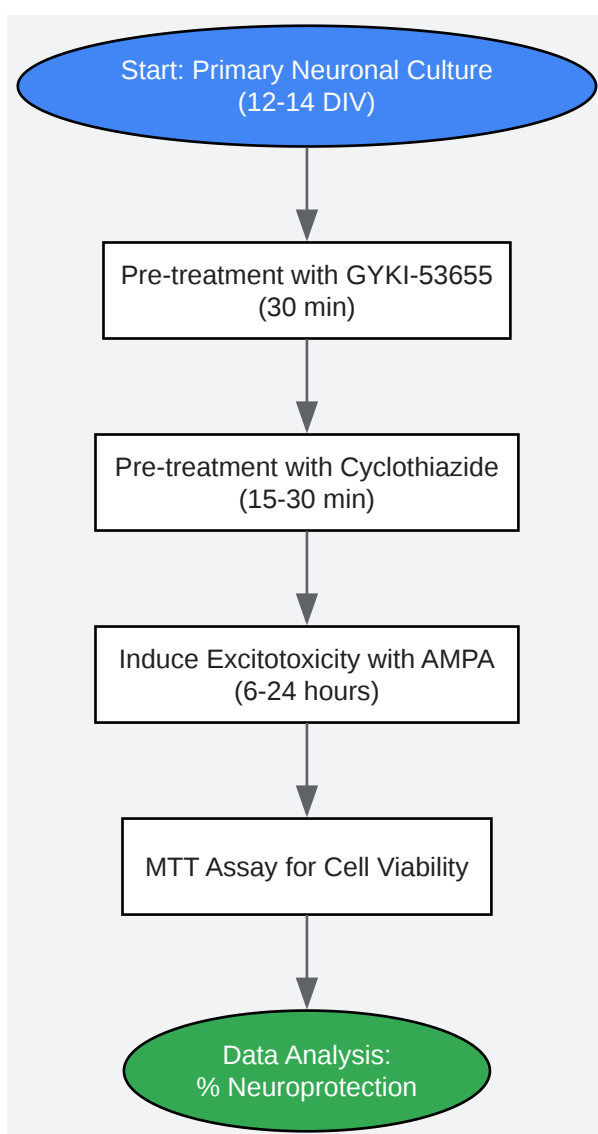 Start: Primary Neuronal Culture
(12-14 DIV)
Pre-treatment with GYKI-53655
(30 min)
Pre-treatment with Cyclothiazide
(15-30 min)
Induce Excitotoxicity with AMPA
(6-24 hours)
MTT Assay for Cell Viability
Data Analysis:
% Neuroprotection